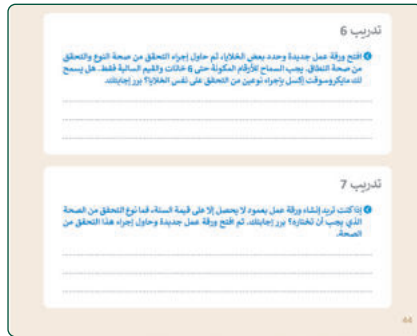 تدريب 6
افتح ورقة عمل جديدة وحدد بعض الخلايا، ثم حاول إجراء التحقق من صحة النوع والتحقق
من صحة النطاق. يجب السماح للأرقام المكونة حتى 6 خانات والقيم السالبة فقط. هل يسمح
لك مايكروسوفت إكسل بإجراء نوعين من التحقق على نفس الخلايا؟ برر إجابتك.
تدريب 7
إذا كنت تريد إنشاء ورقة عمل بعمود لا يحصل إلا على قيمة السنة، فما نوع التحقق من الصحة
الذي يجب أن تختاره؟ برر إجابتك. ثم افتح ورقة عمل جديدة وحاول إجراء هذا التحقق من
الصحة.